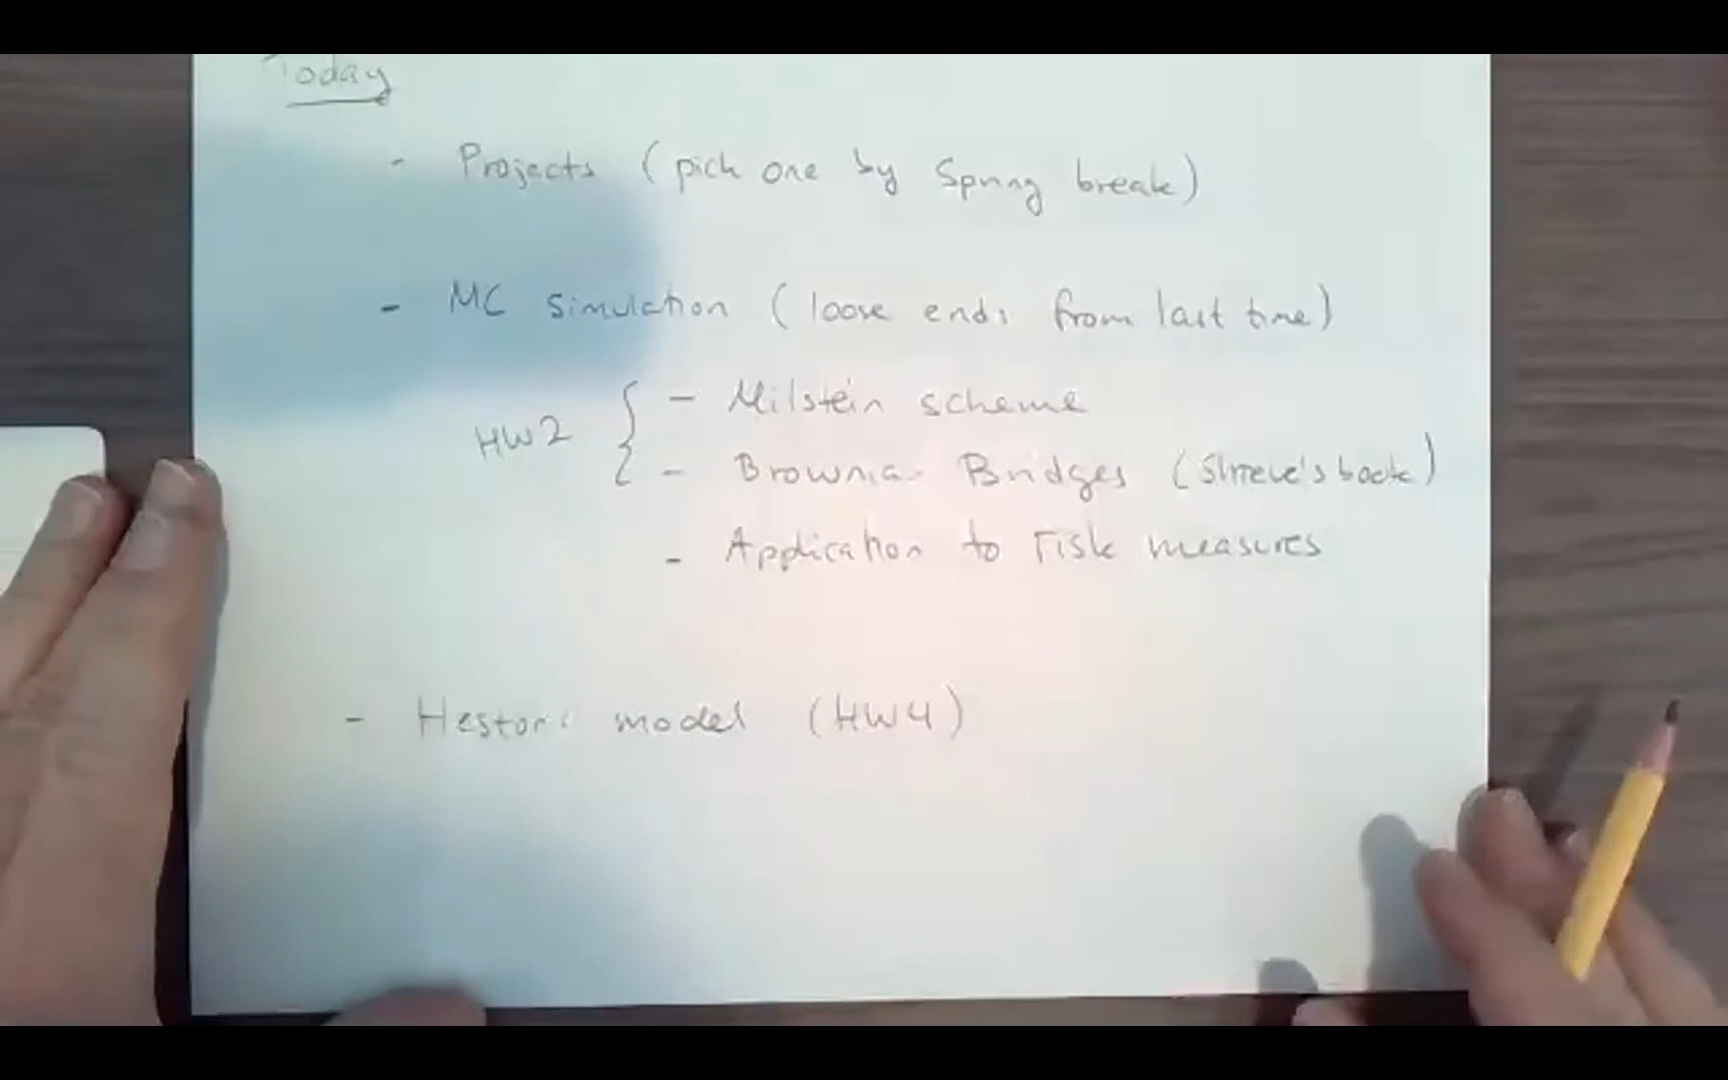 Today
- Projects (pick one by Spring break)
- MC simulation (loose ends from last time)
HW2 { - Milstein scheme
- Brownian Bridges (Shreve's book)
- Application to risk measures
- Heston model (HW4)